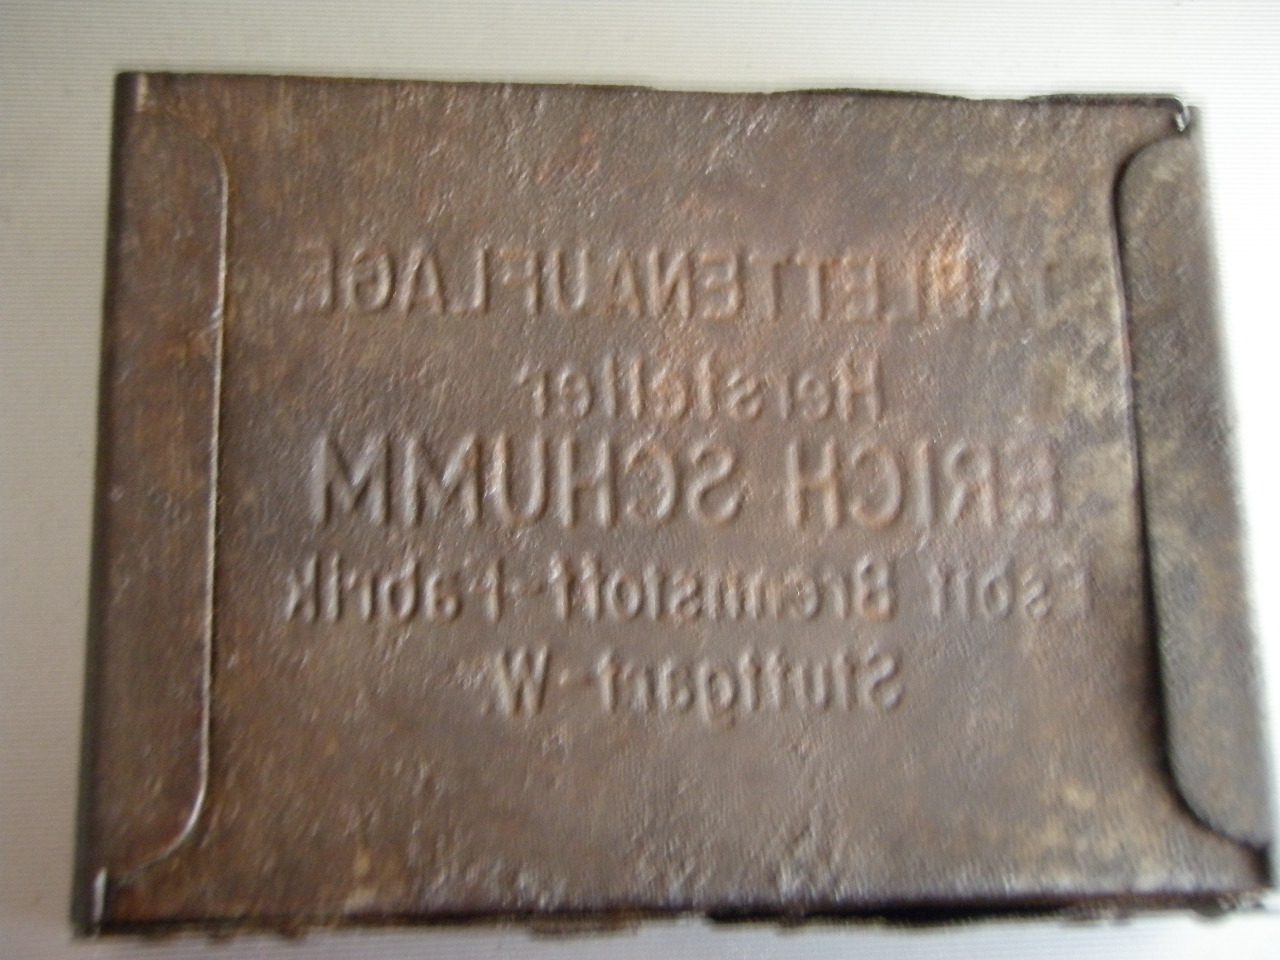 TABLETTENAUFLAGE
Hersteller
ERICH SCHUMM
Esbit Brennstoff-Fabrik
Stuttgart-W.